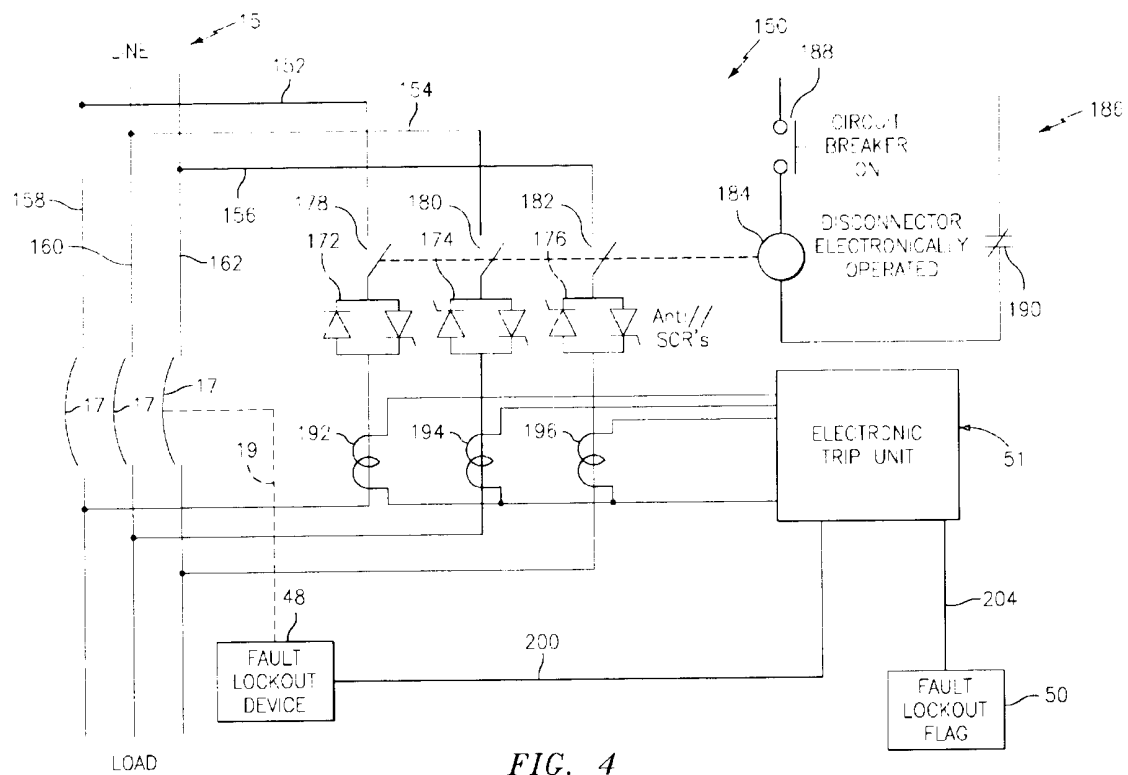 LINE
15
152
154
150
188
CIRCUIT
BREAKER
ON
186
158
156
178
180
182
184
160
162
172
174
176
DISCONNECTOR
ELECTRONICALLY
OPERATED
190
Anti//
SCR's
17
17
17
192
194
196
ELECTRONIC
TRIP UNIT
51
19
48
FAULT
LOCKOUT
DEVICE
200
204
FAULT
LOCKOUT
FLAG
50
LOAD
FIG. 4